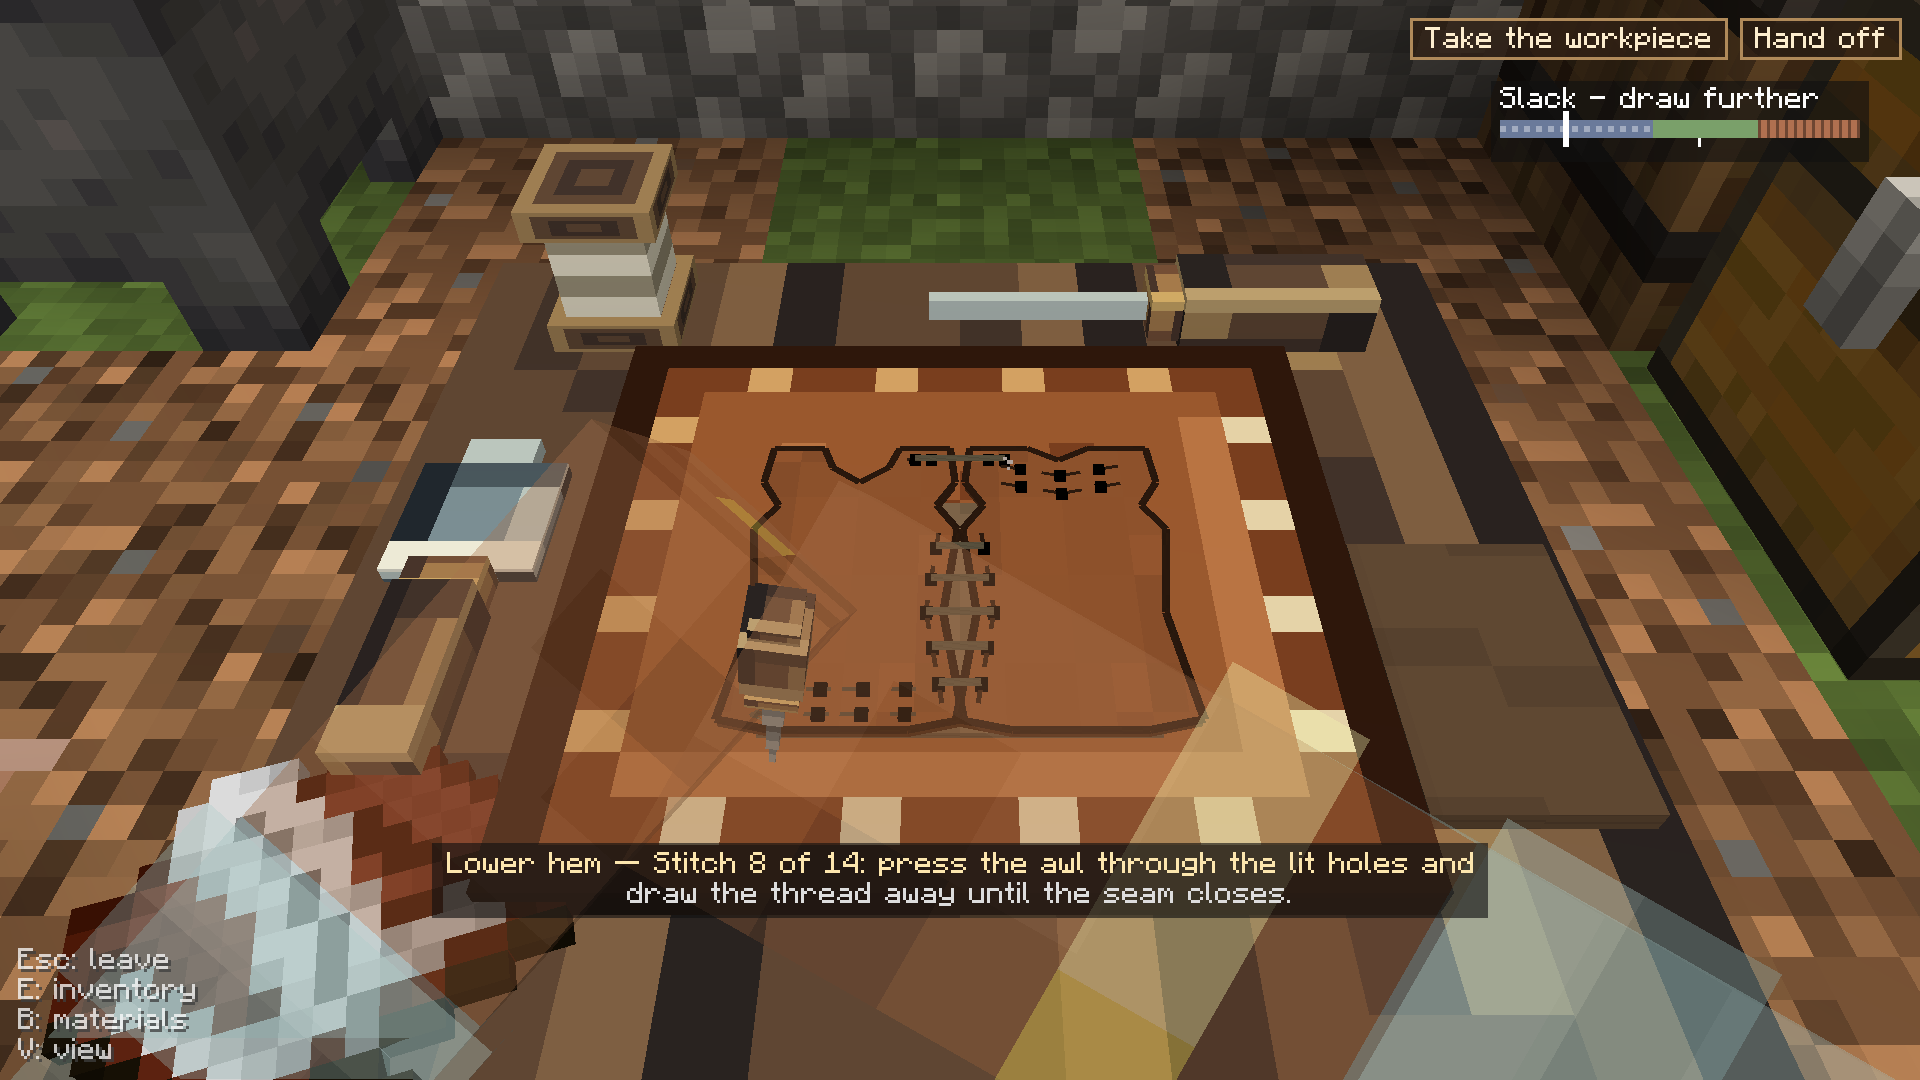 Take the workpiece
Hand off
Slack – draw further
Lower hem — Stitch 8 of 14: press the awl through the lit holes and
draw the thread away until the seam closes.
Esc: leave
E: inventory
B: materials
V: view